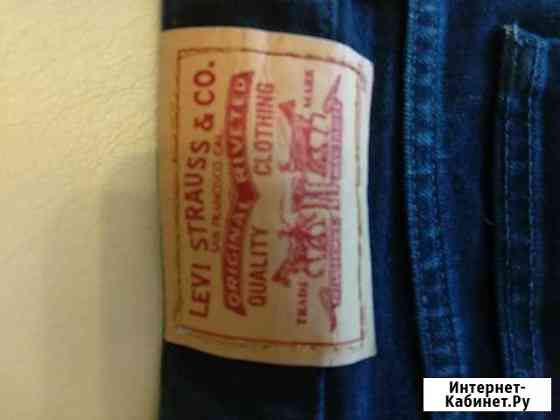 LEVI STRAUSS & CO.
SAN FRANCISCO, CAL.
ORIGINAL RIVETED
QUALITY CLOTHING
TRADE MARK
Интернет-
Кабинет.Ру